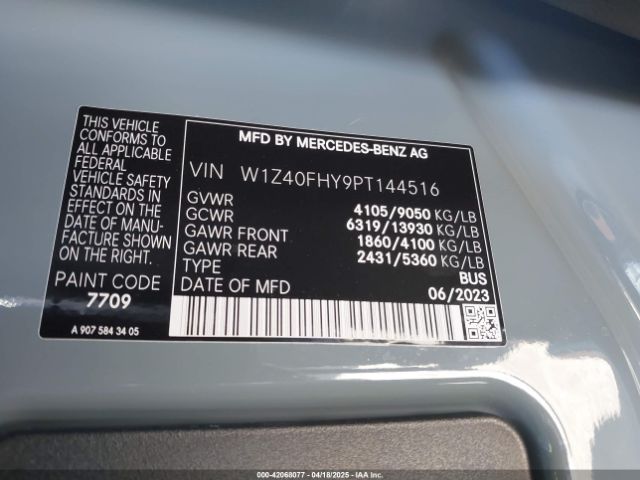 THIS VEHICLE
CONFORMS TO
ALL APPLICABLE
FEDERAL
VEHICLE SAFETY
STANDARDS IN
EFFECT ON THE
DATE OF MANU-
FACTURE SHOWN
ON THE RIGHT.
PAINT CODE
7709
A 907 584 34 05
MFD BY MERCEDES-BENZ AG
VIN W1Z40FHY9PT144516
GVWR 4105/9050 KG/LB
GCWR 6319/13930 KG/LB
GAWR FRONT 1860/4100 KG/LB
GAWR REAR 2431/5360 KG/LB
TYPE BUS
DATE OF MFD 06/2023
000-42068077 - 04/18/2025 - IAAI.COM